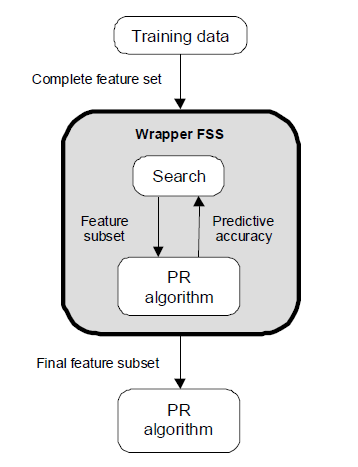 Training data
Complete feature set
Wrapper FSS
Search
Feature
subset
Predictive
accuracy
PR
algorithm
Final feature subset
PR
algorithm